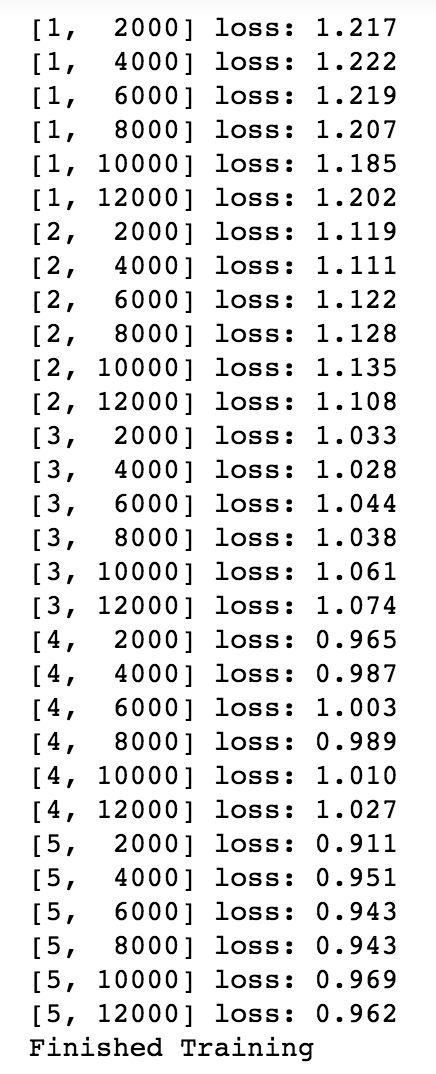 [1,  2000] loss: 1.217
[1,  4000] loss: 1.222
[1,  6000] loss: 1.219
[1,  8000] loss: 1.207
[1, 10000] loss: 1.185
[1, 12000] loss: 1.202
[2,  2000] loss: 1.119
[2,  4000] loss: 1.111
[2,  6000] loss: 1.122
[2,  8000] loss: 1.128
[2, 10000] loss: 1.135
[2, 12000] loss: 1.108
[3,  2000] loss: 1.033
[3,  4000] loss: 1.028
[3,  6000] loss: 1.044
[3,  8000] loss: 1.038
[3, 10000] loss: 1.061
[3, 12000] loss: 1.074
[4,  2000] loss: 0.965
[4,  4000] loss: 0.987
[4,  6000] loss: 1.003
[4,  8000] loss: 0.989
[4, 10000] loss: 1.010
[4, 12000] loss: 1.027
[5,  2000] loss: 0.911
[5,  4000] loss: 0.951
[5,  6000] loss: 0.943
[5,  8000] loss: 0.943
[5, 10000] loss: 0.969
[5, 12000] loss: 0.962
Finished Training